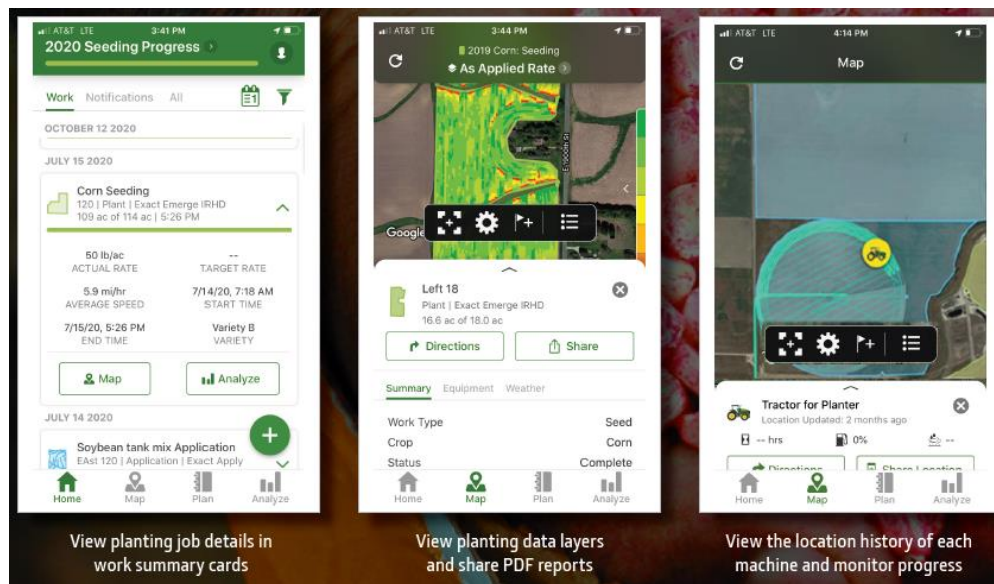 AT&T LTE 3:41 PM
2020 Seeding Progress
Work Notifications All
OCTOBER 12 2020
JULY 15 2020
Corn Seeding
120 | Plant | Exact Emerge IRHD
109 ac of 114 ac | 5:26 PM
50 lb/ac --
ACTUAL RATE TARGET RATE
5.9 mi/hr 7/14/20, 7:18 AM
AVERAGE SPEED START TIME
7/15/20, 5:26 PM Variety B
END TIME VARIETY
Map Analyze
JULY 14 2020
Soybean tank mix Application
EAst 120 | Application | Exact Apply
Home Map Plan Analyze
View planting job details in
work summary cards
AT&T LTE 3:44 PM
2019 Corn: Seeding
As Applied Rate
E 1900th St
Google
Left 18
Plant | Exact Emerge IRHD
16.6 ac of 18.0 ac
Directions Share
Summary Equipment Weather
Work Type Seed
Crop Corn
Status Complete
Home Map Plan Analyze
View planting data layers
and share PDF reports
AT&T LTE 4:14 PM
Map
Tractor for Planter
Location Updated: 2 months ago
-- hrs 0% --
Directions Share Location
Home Map Plan Analyze
View the location history of each
machine and monitor progress